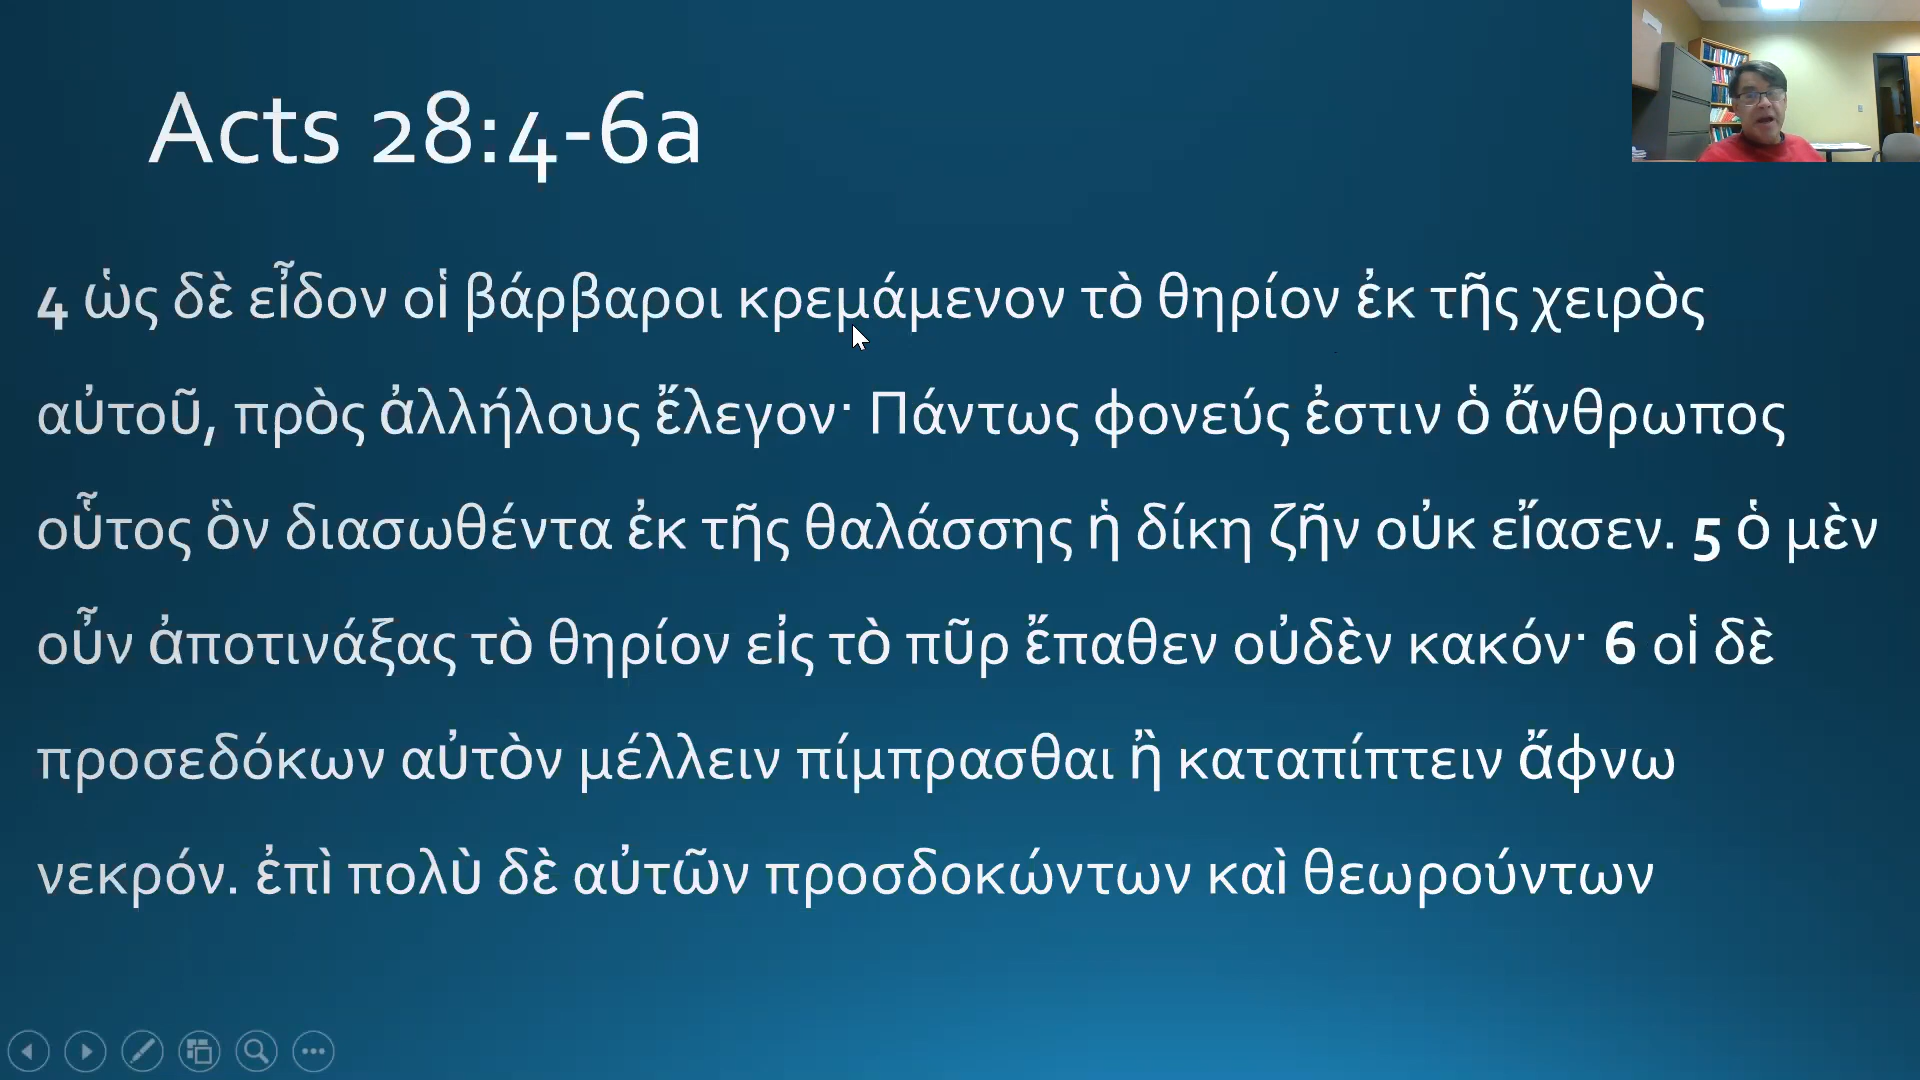 Acts 28:4-6a
4 ὡς δὲ εἶδον οἱ βάρβαροι κρεμάμενον τὸ θηρίον ἐκ τῆς χειρὸς
αὐτοῦ, πρὸς ἀλλήλους ἔλεγον· Πάντως φονεύς ἐστιν ὁ ἄνθρωπος
οὗτος ὃν διασωθέντα ἐκ τῆς θαλάσσης ἡ δίκη ζῆν οὐκ εἴασεν. 5 ὁ μὲν
οὖν ἀποτινάξας τὸ θηρίον εἰς τὸ πῦρ ἔπαθεν οὐδὲν κακόν· 6 οἱ δὲ
προσεδόκων αὐτὸν μέλλειν πίμπρασθαι ἢ καταπίπτειν ἄφνω
νεκρόν. ἐπὶ πολὺ δὲ αὐτῶν προσδοκώντων καὶ θεωρούντων